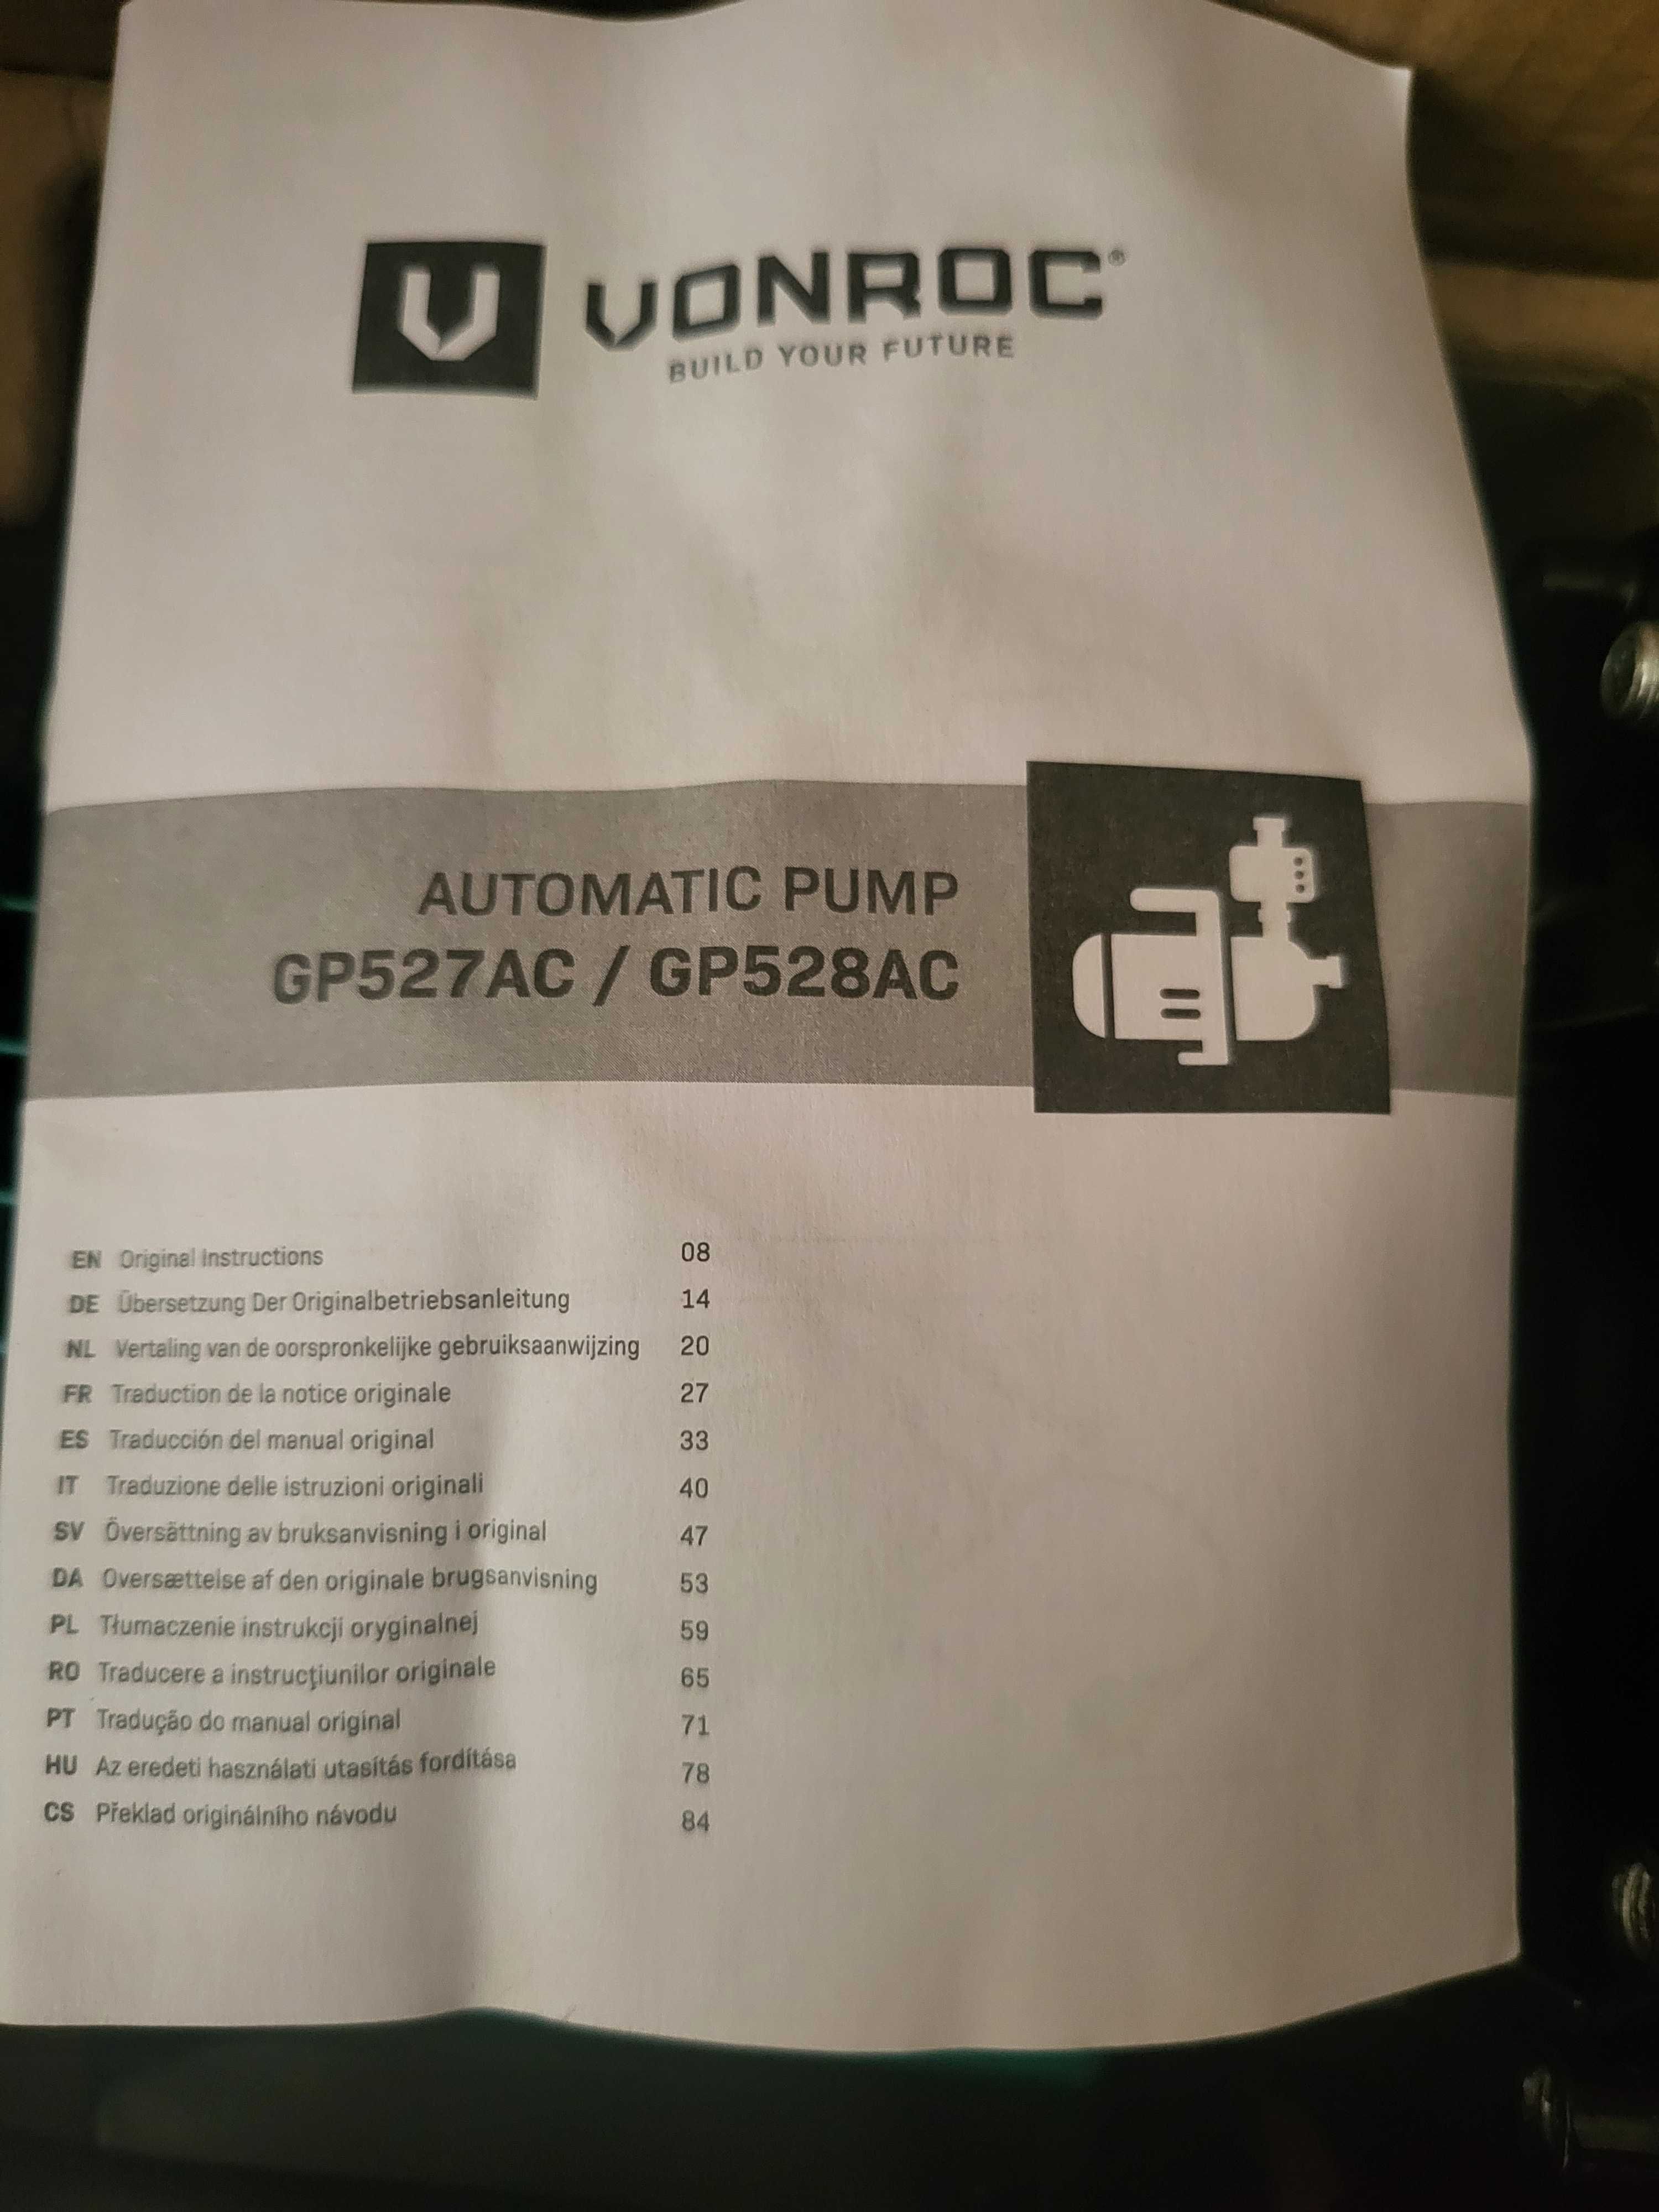 VONROC®
BUILD YOUR FUTURE
AUTOMATIC PUMP
GP527AC / GP528AC
EN Original Instructions 08
DE Übersetzung Der Originalbetriebsanleitung 14
NL Vertaling van de oorspronkelijke gebruiksaanwijzing 20
FR Traduction de la notice originale 27
ES Traducción del manual original 33
IT Traduzione delle istruzioni originali 40
SV Översättning av bruksanvisning i original 47
DA Oversættelse af den originale brugsanvisning 53
PL Tłumaczenie instrukcji oryginalnej 59
RO Traducere a instrucţiunilor originale 65
PT Tradução do manual original 71
HU Az eredeti használati utasítás fordítása 78
CS Překlad originálního návodu 84